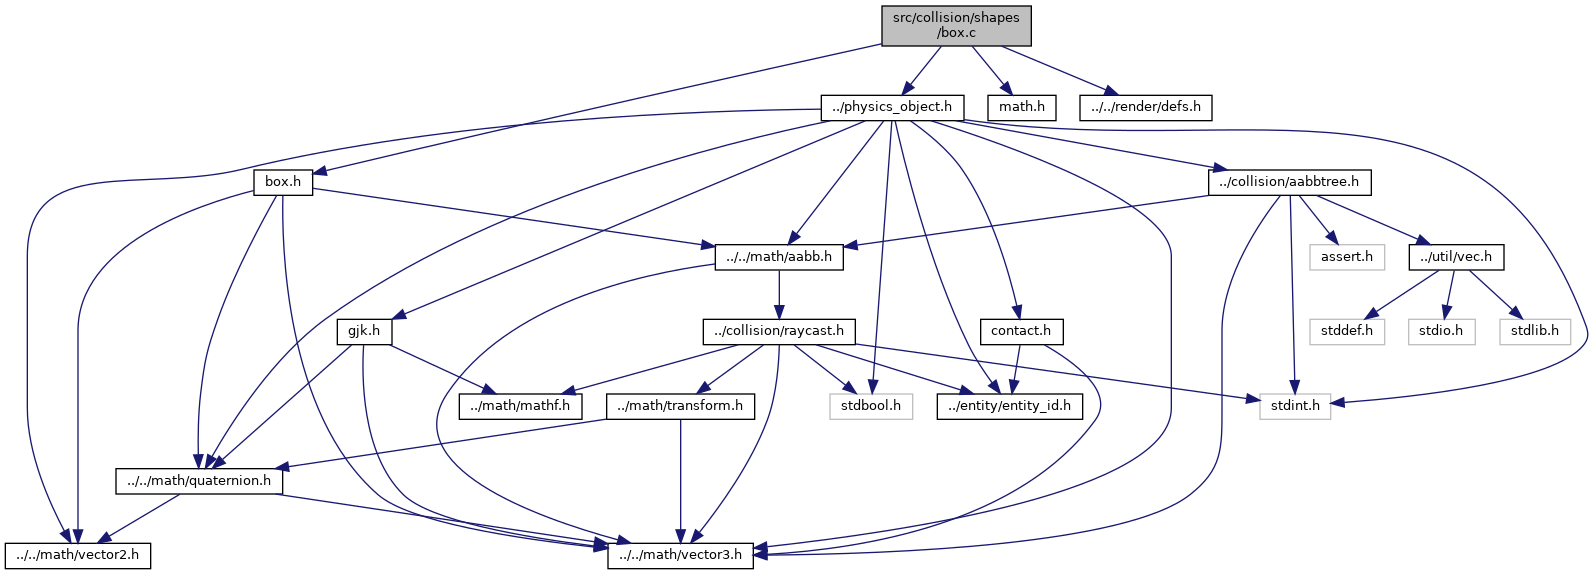 src/collision/shapes
/box.c
../physics_object.h
math.h
../../render/defs.h
box.h
../collision/aabbtree.h
../../math/aabb.h
assert.h
../util/vec.h
gjk.h
../collision/raycast.h
contact.h
stddef.h
stdio.h
stdlib.h
../math/mathf.h
../math/transform.h
stdbool.h
../entity/entity_id.h
stdint.h
../../math/quaternion.h
../../math/vector2.h
../../math/vector3.h